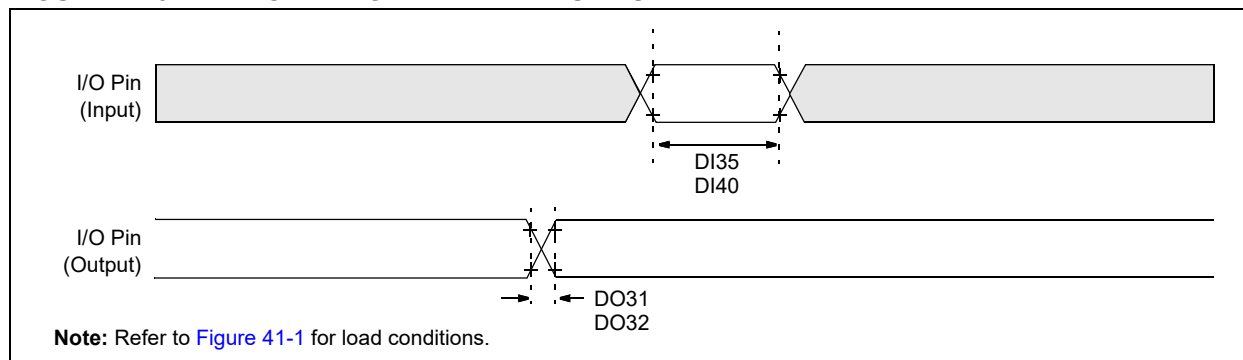 I/O Pin
(Input)
DI35
DI40
I/O Pin
(Output)
DO31
DO32
Note: Refer to Figure 41-1 for load conditions.